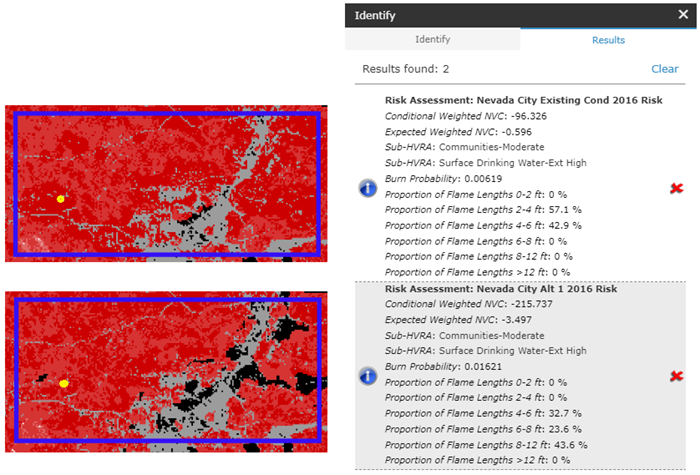 Identify
Identify
Results
Results found: 2
Clear
Risk Assessment: Nevada City Existing Cond 2016 Risk
Conditional Weighted NVC: -96.326
Expected Weighted NVC: -0.596
Sub-HVRA: Communities-Moderate
Sub-HVRA: Surface Drinking Water-Ext High
Burn Probability: 0.00619
Proportion of Flame Lengths 0-2 ft: 0 %
Proportion of Flame Lengths 2-4 ft: 57.1 %
Proportion of Flame Lengths 4-6 ft: 42.9 %
Proportion of Flame Lengths 6-8 ft: 0 %
Proportion of Flame Lengths 8-12 ft: 0 %
Proportion of Flame Lengths >12 ft: 0 %
Risk Assessment: Nevada City Alt 1 2016 Risk
Conditional Weighted NVC: -215.737
Expected Weighted NVC: -3.497
Sub-HVRA: Communities-Moderate
Sub-HVRA: Surface Drinking Water-Ext High
Burn Probability: 0.01621
Proportion of Flame Lengths 0-2 ft: 0 %
Proportion of Flame Lengths 2-4 ft: 0 %
Proportion of Flame Lengths 4-6 ft: 32.7 %
Proportion of Flame Lengths 6-8 ft: 23.6 %
Proportion of Flame Lengths 8-12 ft: 43.6 %
Proportion of Flame Lengths >12 ft: 0 %